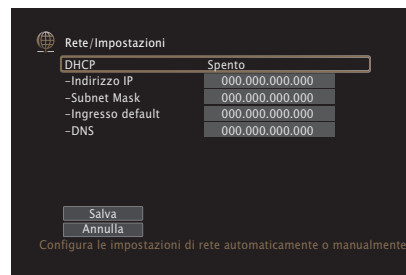 Rete/Impostazioni
DHCP Spento
-Indirizzo IP 000.000.000.000
-Subnet Mask 000.000.000.000
-Ingresso default 000.000.000.000
-DNS 000.000.000.000
Salva
Annulla
Configura le impostazioni di rete automaticamente o manualmente